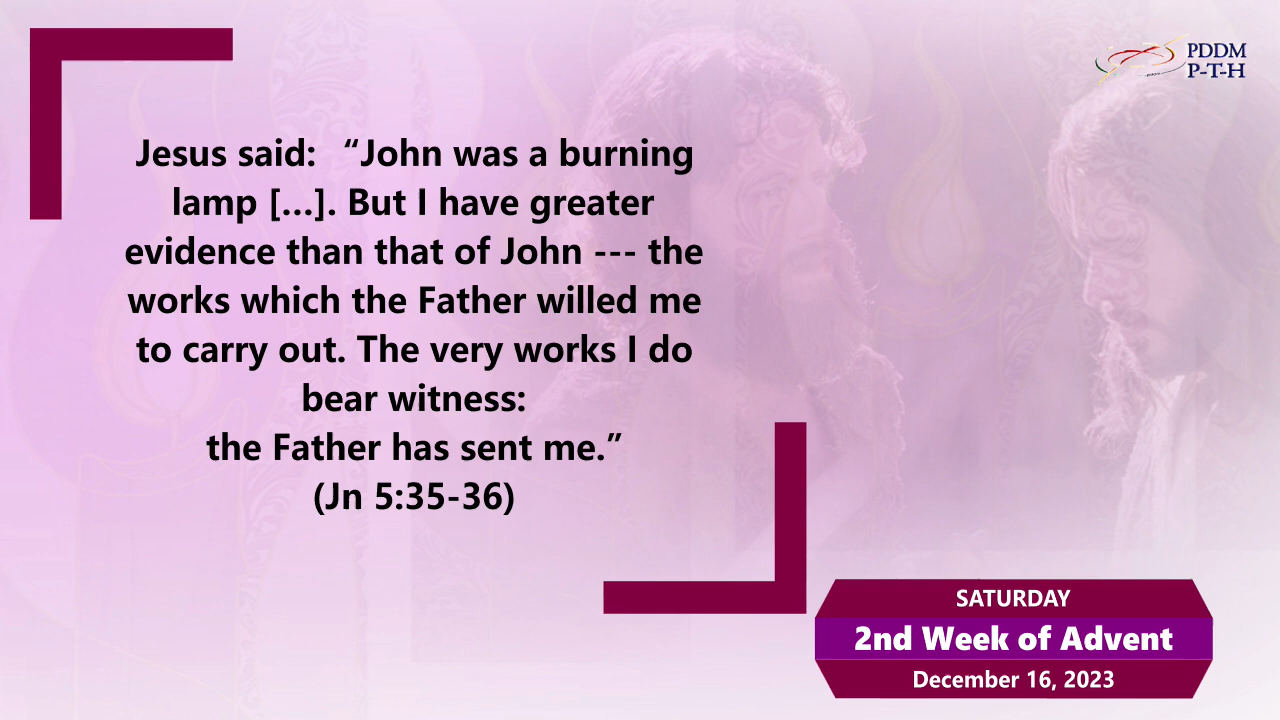 PDDM
P-T-H
Jesus said: “John was a burning
lamp [...]. But I have greater
evidence than that of John --- the
works which the Father willed me
to carry out. The very works I do
bear witness:
the Father has sent me.”
(Jn 5:35-36)
SATURDAY
2nd Week of Advent
December 16, 2023